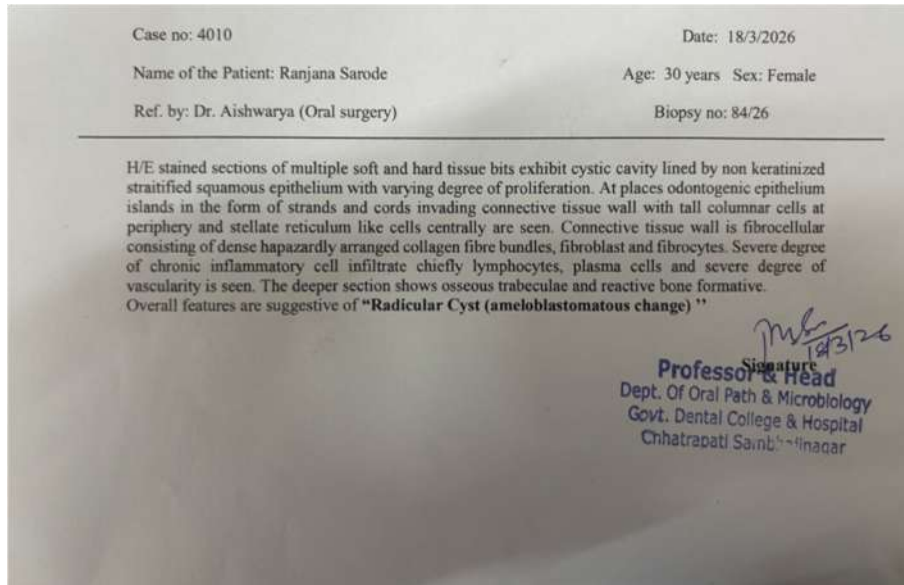 Case no: 4010
Date: 18/3/2026
Name of the Patient: Ranjana Sarode
Age: 30 years Sex: Female
Ref. by: Dr. Aishwarya (Oral surgery)
Biopsy no: 84/26
H/E stained sections of multiple soft and hard tissue bits exhibit cystic cavity lined by non keratinized
straitified squamous epithelium with varying degree of proliferation. At places odontogenic epithelium
islands in the form of strands and cords invading connective tissue wall with tall columnar cells at
periphery and stellate reticulum like cells centrally are seen. Connective tissue wall is fibrocellular
consisting of dense hapazardly arranged collagen fibre bundles, fibroblast and fibrocytes. Severe degree
of chronic inflammatory cell infiltrate chiefly lymphocytes, plasma cells and severe degree of
vascularity is seen. The deeper section shows osseous trabeculae and reactive bone formative.
Overall features are suggestive of “Radicular Cyst (ameloblastomatous change) ”
18/3/26
Signature
Professor & Head
Dept. Of Oral Path & Microbiology
Govt. Dental College & Hospital
Chhatrapati